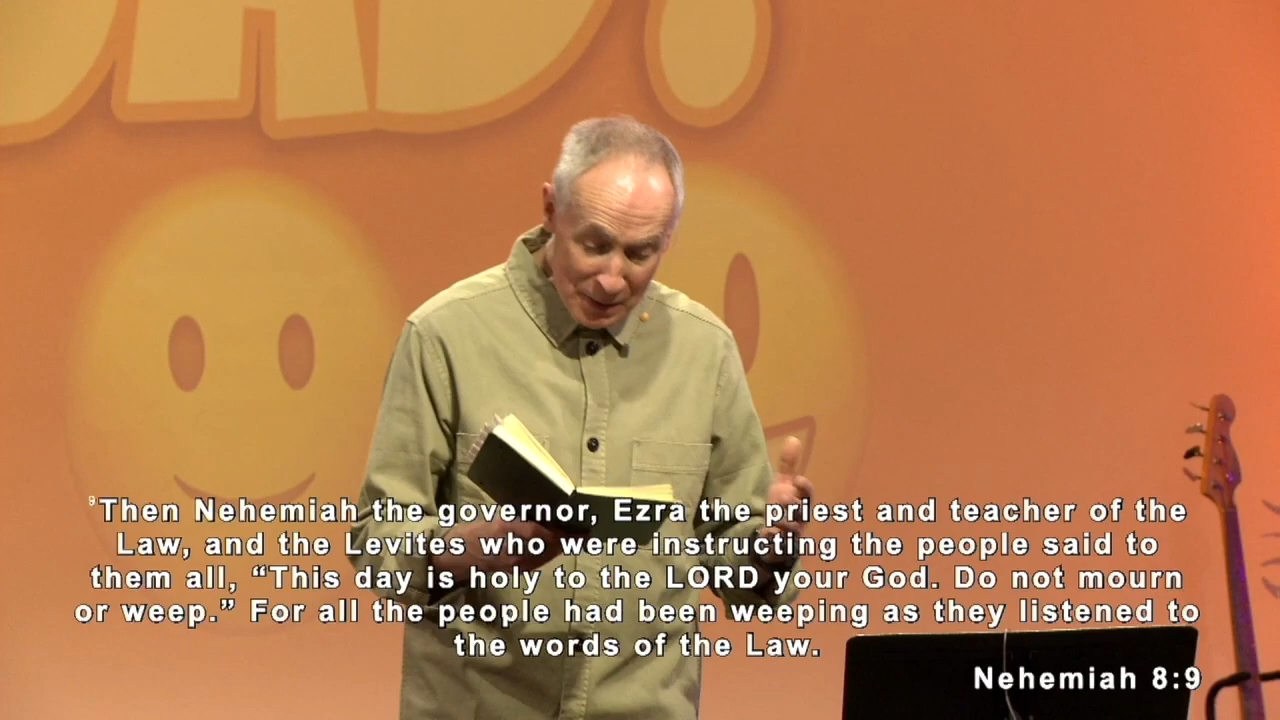 AD!
⁹Then Nehemiah the governor, Ezra the priest and teacher of the
Law, and the Levites who were instructing the people said to
them all, “This day is holy to the LORD your God. Do not mourn
or weep.” For all the people had been weeping as they listened to
the words of the Law.
Nehemiah 8:9